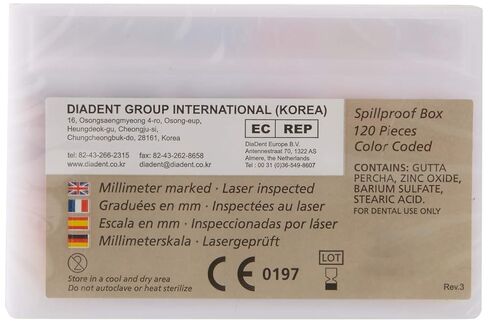 DIADENT GROUP INTERNATIONAL (KOREA)
16, Osongsaengmyeong 4-ro, Osong-eup,
Heungdeok-gu, Cheongju-si,
Chungcheongbuk-do, 28161, Korea
tel: 82-43-266-2315 fax: 82-43-262-8658
www.diadent.co.kr / diadent@diadent.co.kr
EC REP
DiaDent Europe B.V.
Antennestraat 70, 1322 AS
Almere, the Netherlands
Tel : 00 31 (0)36-549-8607
Spillproof Box
120 Pieces
Color Coded
CONTAINS: GUTTA
PERCHA, ZINC OXIDE,
BARIUM SULFATE,
STEARIC ACID.
FOR DENTAL USE ONLY
Millimeter marked · Laser inspected
Graduées en mm · Inspectées au laser
Escala en mm · Inspeccionadas por láser
Millimeterskala · Lasergeprüft
2
Store in a cool and dry area
Do not autoclave or heat sterilize
CE 0197
LOT
Rev.3